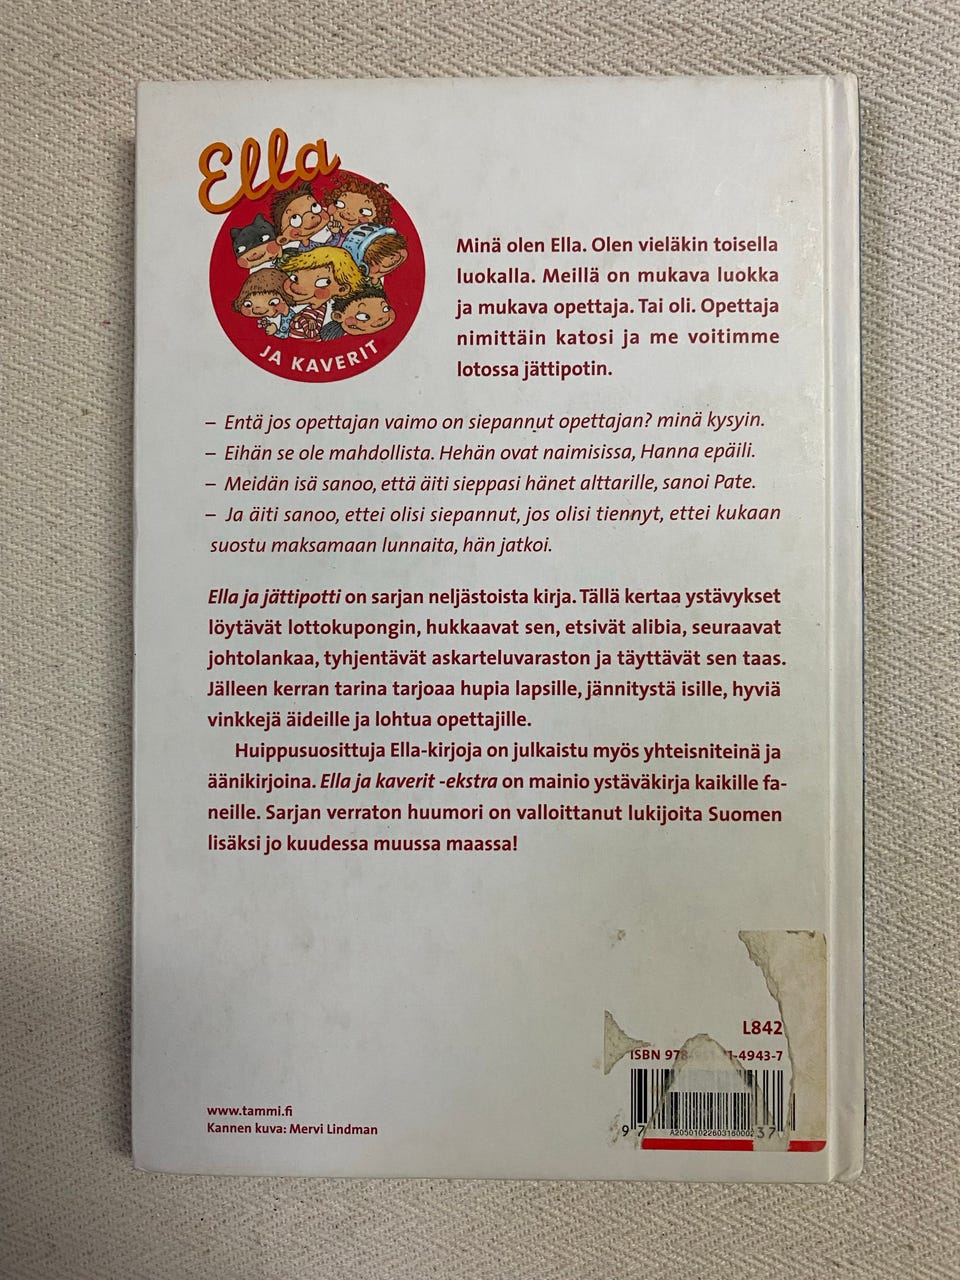 Ella
JA KAVERIT
Minä olen Ella. Olen vieläkin toisella
luokalla. Meillä on mukava luokka
ja mukava opettaja. Tai oli. Opettaja
nimittäin katosi ja me voitimme
lotossa jättipotin.
– Entä jos opettajan vaimo on siepannut opettajan? minä kysyin.
– Eihän se ole mahdollista. Hehän ovat naimisissa, Hanna epäili.
– Meidän isä sanoo, että äiti sieppasi hänet alttarille, sanoi Pate.
– Ja äiti sanoo, ettei olisi siepannut, jos olisi tiennyt, ettei kukaan
suostu maksamaan lunnaita, hän jatkoi.
Ella ja jättipotti on sarjan neljästoista kirja. Tällä kertaa ystävykset
löytävät lottokupongin, hukkaavat sen, etsivät alibia, seuraavat
johtolankaa, tyhjentävät askarteluvaraston ja täyttävät sen taas.
Jälleen kerran tarina tarjoaa hupia lapsille, jännitystä isille, hyviä
vinkkejä äideille ja lohtua opettajille.
Huippusuosittuja Ella-kirjoja on julkaistu myös yhteisniteinä ja
äänikirjoina. Ella ja kaverit -ekstra on mainio ystäväkirja kaikille fa-
neille. Sarjan verraton huumori on valloittanut lukijoita Suomen
lisäksi jo kuudessa muussa maassa!
L842
ISBN 978 -4943-7
www.tammi.fi
Kannen kuva: Mervi Lindman
9 7 A20501022603160002 37